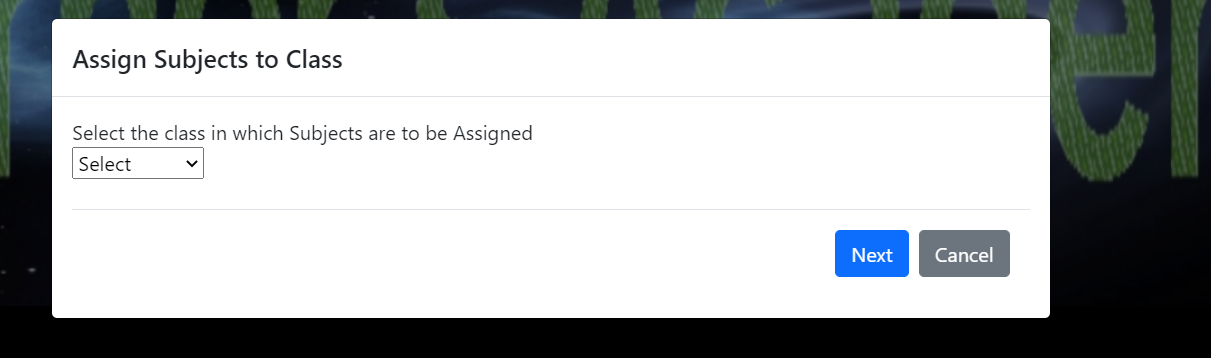 Assign Subjects to Class
Select the class in which Subjects are to be Assigned
Select
Next Cancel